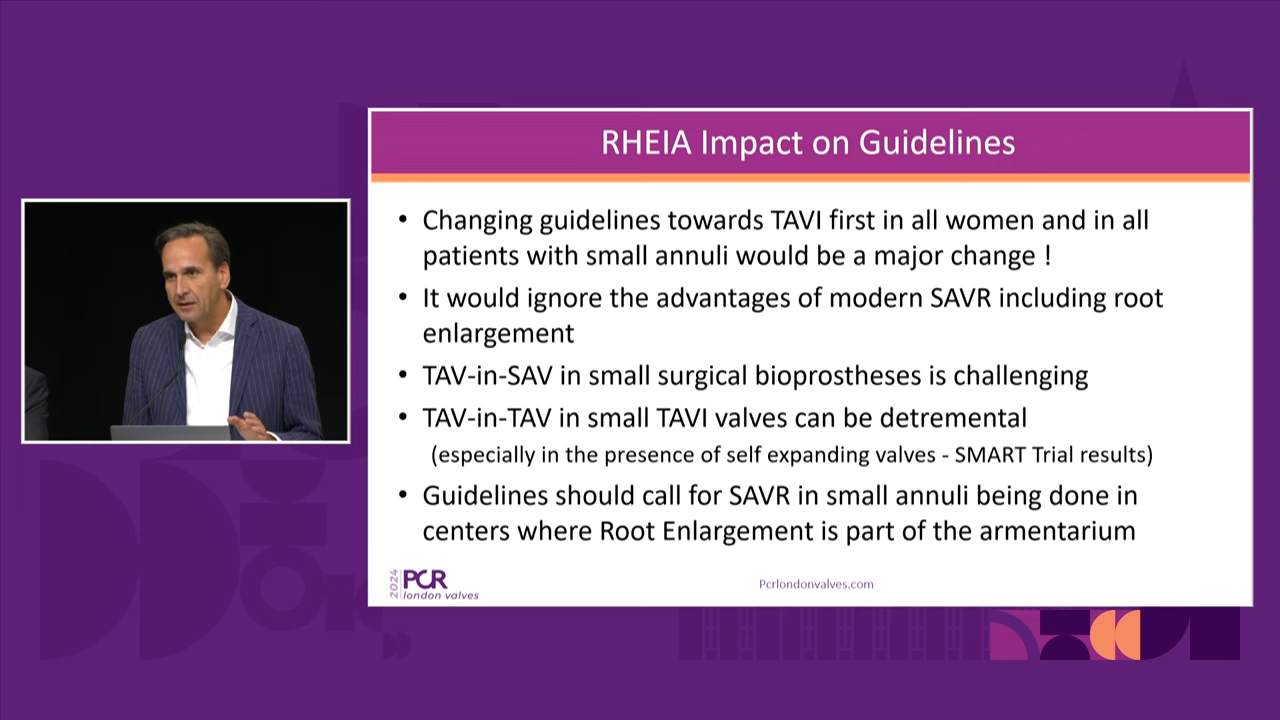 RHEIA Impact on Guidelines
• Changing guidelines towards TAVI first in all women and in all
patients with small annuli would be a major change !
• It would ignore the advantages of modern SAVR including root
enlargement
• TAV-in-SAV in small surgical bioprostheses is challenging
• TAV-in-TAV in small TAVI valves can be detremental
(especially in the presence of self expanding valves - SMART Trial results)
• Guidelines should call for SAVR in small annuli being done in
centers where Root Enlargement is part of the armentarium
2024
PCR
london valves
Pcrlondonvalves.com